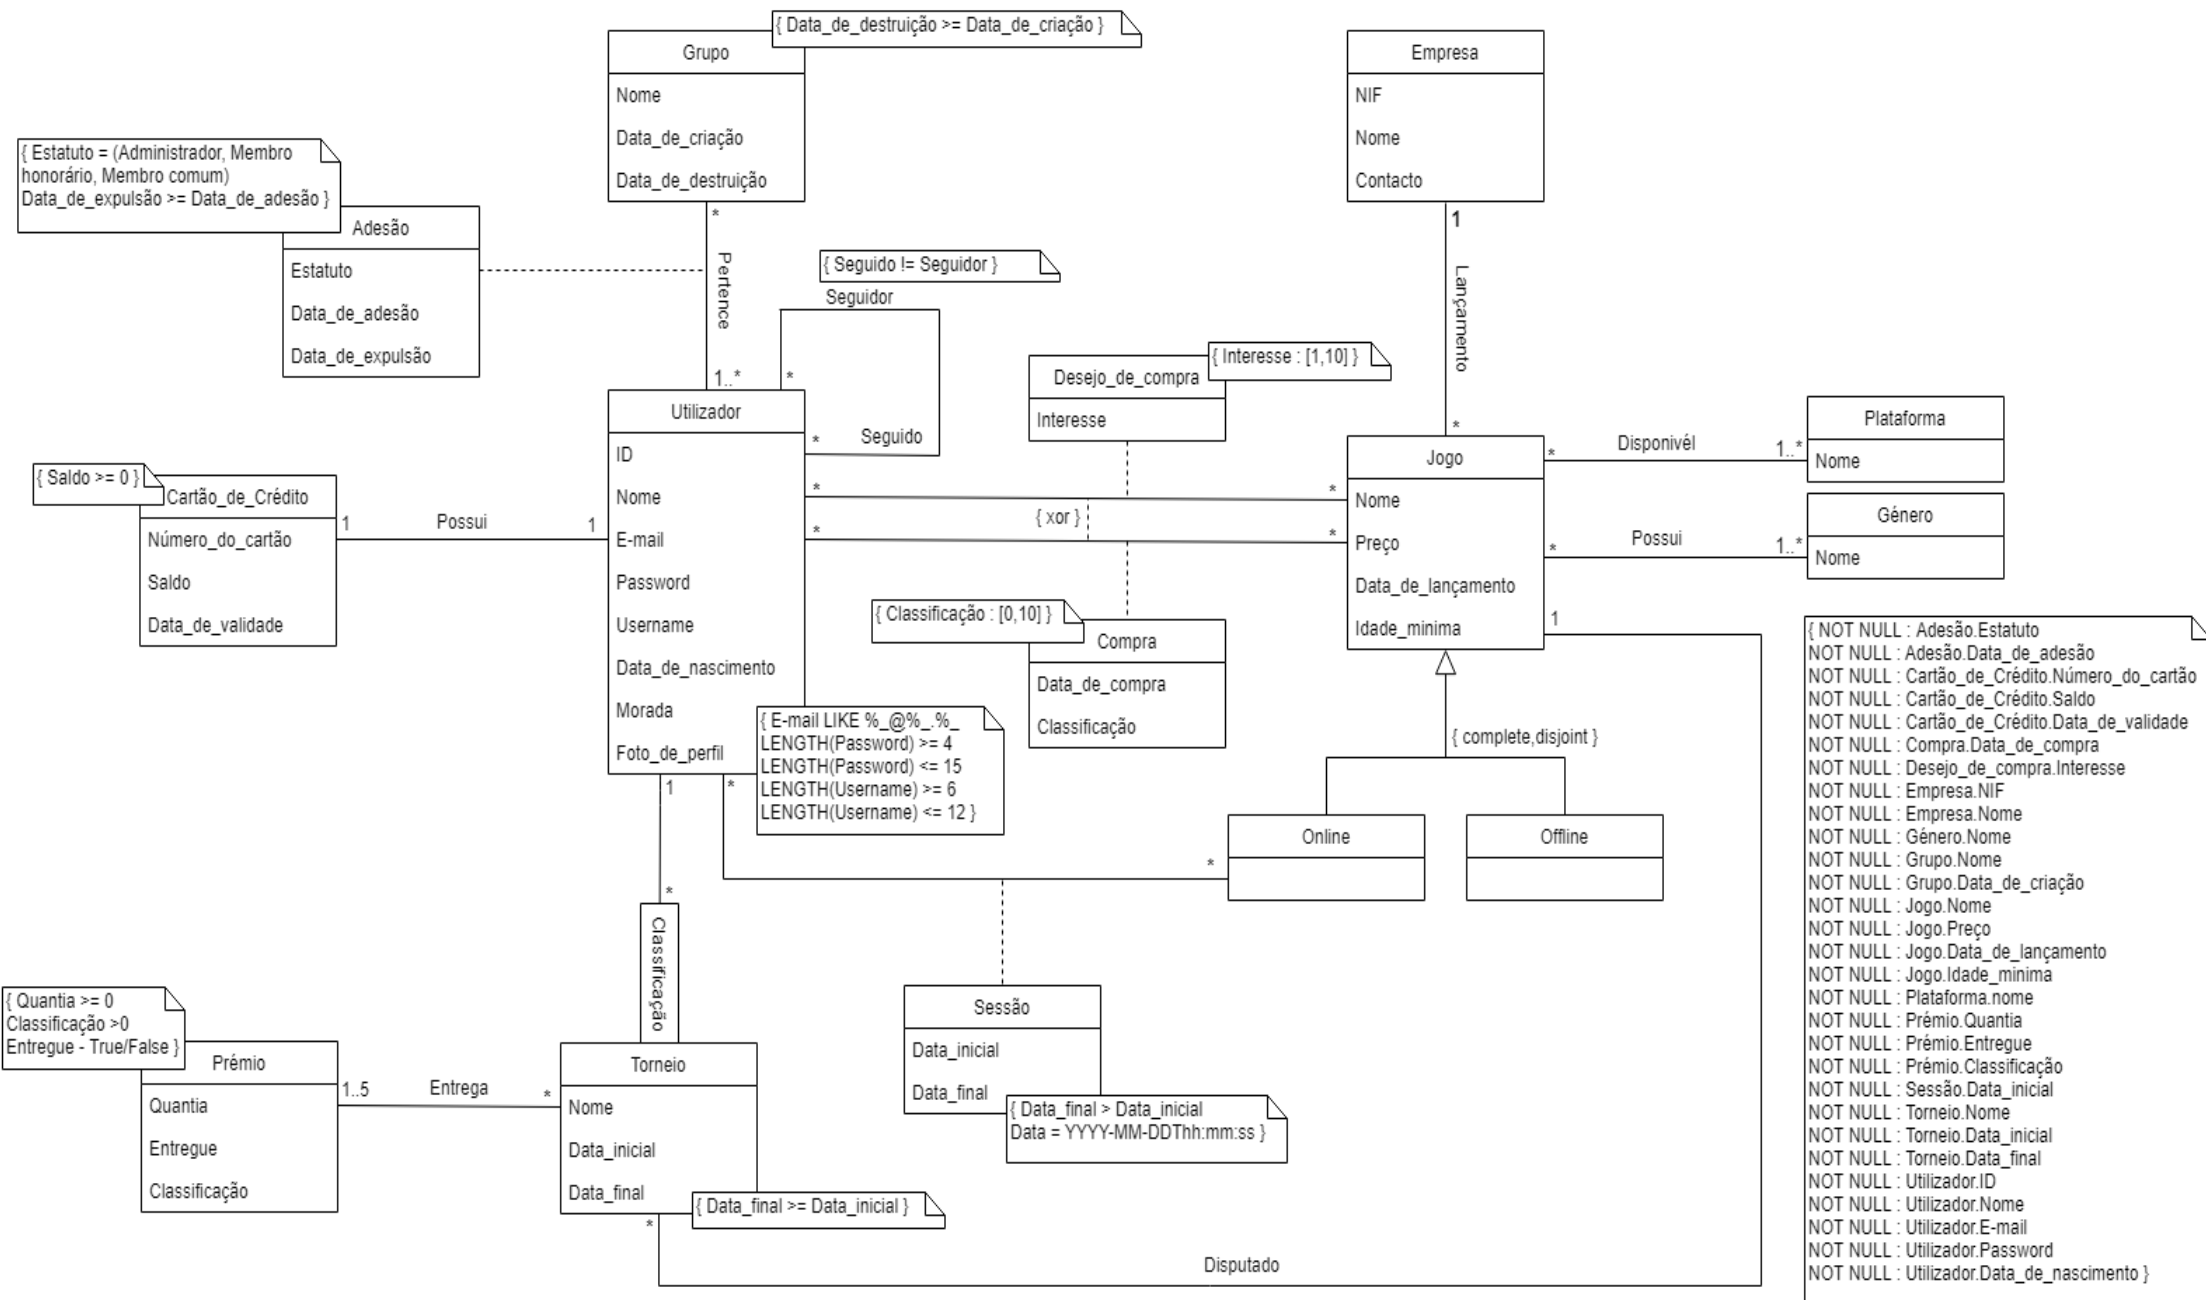 { Data_de_destruição >= Data_de_criação }
Grupo
Nome
Data_de_criação
Data_de_destruição
Empresa
NIF
Nome
Contacto
{ Estatuto = (Administrador, Membro
honorário, Membro comum)
Data_de_expulsão >= Data_de_adesão }
Adesão
Estatuto
Data_de_adesão
Data_de_expulsão
*
Pertence
1..*
{ Seguido != Seguidor }
Seguidor
*
*
Seguido
1
Lançamento
*
Desejo_de_compra
{ Interesse : [1,10] }
Interesse
Utilizador
ID
Nome
E-mail
Password
Username
Data_de_nascimento
Morada
Foto_de_perfil
{ Saldo >= 0 }
Cartão_de_Crédito
Número_do_cartão
Saldo
Data_de_validade
1
Possui
1
*
*
{ xor }
*
*
Jogo
Nome
Preço
Data_de_lançamento
Idade_minima
*
Disponivél
1..*
Plataforma
Nome
*
Possui
1..*
Género
Nome
{ Classificação : [0,10] }
Compra
Data_de_compra
Classificação
1
{ E-mail LIKE %_@%_.%_
LENGTH(Password) >= 4
LENGTH(Password) <= 15
LENGTH(Username) >= 6
LENGTH(Username) <= 12 }
{ complete,disjoint }
1
*
Online
Offline
*
*
Classificação
Sessão
Data_inicial
Data_final
{ Data_final > Data_inicial
Data = YYYY-MM-DDThh:mm:ss }
{ Quantia >= 0
Classificação >0
Entregue - True/False }
Prémio
Quantia
Entregue
Classificação
1..5
Entrega
*
Torneio
Nome
Data_inicial
Data_final
{ Data_final >= Data_inicial }
*
Disputado
{ NOT NULL : Adesão.Estatuto
NOT NULL : Adesão.Data_de_adesão
NOT NULL : Cartão_de_Crédito.Número_do_cartão
NOT NULL : Cartão_de_Crédito.Saldo
NOT NULL : Cartão_de_Crédito.Data_de_validade
NOT NULL : Compra.Data_de_compra
NOT NULL : Desejo_de_compra.Interesse
NOT NULL : Empresa.NIF
NOT NULL : Empresa.Nome
NOT NULL : Género.Nome
NOT NULL : Grupo.Nome
NOT NULL : Grupo.Data_de_criação
NOT NULL : Jogo.Nome
NOT NULL : Jogo.Preço
NOT NULL : Jogo.Data_de_lançamento
NOT NULL : Jogo.Idade_minima
NOT NULL : Plataforma.nome
NOT NULL : Prémio.Quantia
NOT NULL : Prémio.Entregue
NOT NULL : Prémio.Classificação
NOT NULL : Sessão.Data_inicial
NOT NULL : Torneio.Nome
NOT NULL : Torneio.Data_inicial
NOT NULL : Torneio.Data_final
NOT NULL : Utilizador.ID
NOT NULL : Utilizador.Nome
NOT NULL : Utilizador.E-mail
NOT NULL : Utilizador.Password
NOT NULL : Utilizador.Data_de_nascimento }